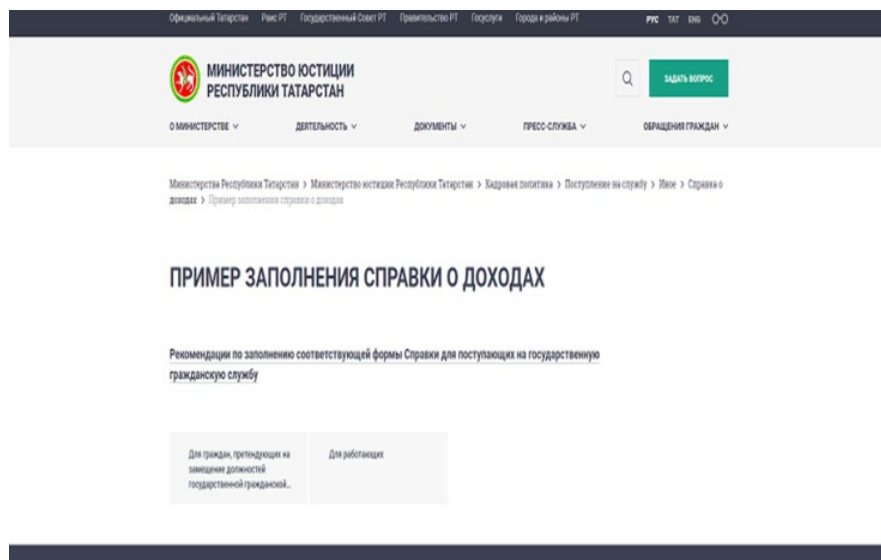 Официальный Татарстан Раис РТ Государственный Совет РТ Правительство РТ Госуслуги Города и районы РТ РУС ТАТ ENG
МИНИСТЕРСТВО ЮСТИЦИИ
РЕСПУБЛИКИ ТАТАРСТАН
ЗАДАТЬ ВОПРОС
О МИНИСТЕРСТВЕ ДЕЯТЕЛЬНОСТЬ ДОКУМЕНТЫ ПРЕСС-СЛУЖБА ОБРАЩЕНИЯ ГРАЖДАН
Министерства Республики Татарстан > Министерство юстиции Республики Татарстан > Кадровая политика > Поступление на службу > Иное > Справка о
доходах > Пример заполнения справки о доходах
ПРИМЕР ЗАПОЛНЕНИЯ СПРАВКИ О ДОХОДАХ
Рекомендации по заполнению соответствующей формы Справки для поступающих на государственную
гражданскую службу
Для граждан, претендующих на
замещение должностей
государственной гражданской...
Для работающих